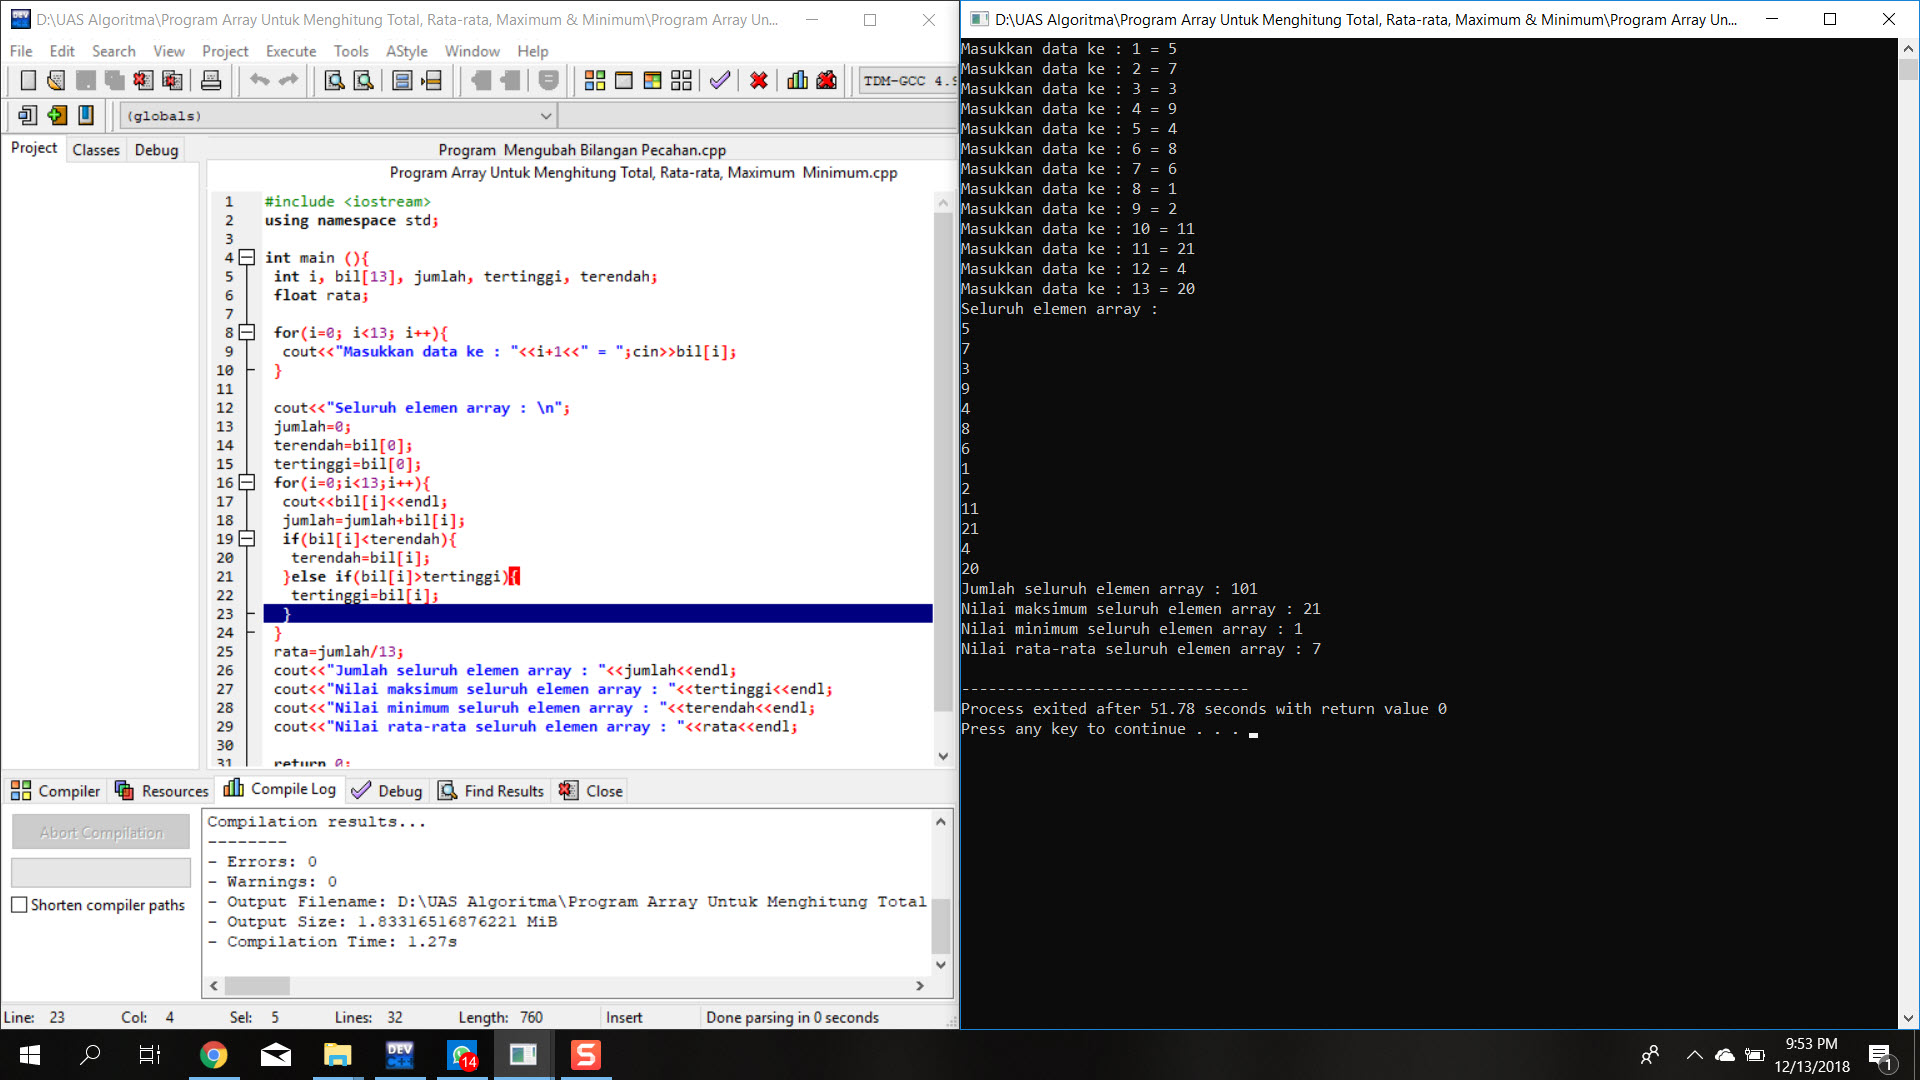 D:\UAS Algoritma\Program Array Untuk Menghitung Total, Rata-rata, Maximum & Minimum\Program Array Un...
File Edit Search View Project Execute Tools AStyle Window Help
TDM-GCC 4.9
(globals)
Project Classes Debug
Program  Mengubah Bilangan Pecahan.cpp
Program Array Untuk Menghitung Total, Rata-rata, Maximum  Minimum.cpp
1 #include <iostream>
2 using namespace std;
3
4 int main (){
5 int i, bil[13], jumlah, tertinggi, terendah;
6 float rata;
7
8 for(i=0; i<13; i++){
9 cout<<"Masukkan data ke : "<<i+1<<" = ";cin>>bil[i];
10 }
11
12 cout<<"Seluruh elemen array : \n";
13 jumlah=0;
14 terendah=bil[0];
15 tertinggi=bil[0];
16 for(i=0;i<13;i++){
17 cout<<bil[i]<<endl;
18 jumlah=jumlah+bil[i];
19 if(bil[i]<terendah){
20 terendah=bil[i];
21 }else if(bil[i]>tertinggi){
22 tertinggi=bil[i];
23 }
24 }
25 rata=jumlah/13;
26 cout<<"Jumlah seluruh elemen array : "<<jumlah<<endl;
27 cout<<"Nilai maksimum seluruh elemen array : "<<tertinggi<<endl;
28 cout<<"Nilai minimum seluruh elemen array : "<<terendah<<endl;
29 cout<<"Nilai rata-rata seluruh elemen array : "<<rata<<endl;
30
31 return 0;
Compiler Resources Compile Log Debug Find Results Close
Abort Compilation
Shorten compiler paths
Compilation results...
--------
- Errors: 0
- Warnings: 0
- Output Filename: D:\UAS Algoritma\Program Array Untuk Menghitung Total
- Output Size: 1.83316516876221 MiB
- Compilation Time: 1.27s
Line: 23 Col: 4 Sel: 5 Lines: 32 Length: 760 Insert Done parsing in 0 seconds
D:\UAS Algoritma\Program Array Untuk Menghitung Total, Rata-rata, Maximum & Minimum\Program Array Un...
Masukkan data ke : 1 = 5
Masukkan data ke : 2 = 7
Masukkan data ke : 3 = 3
Masukkan data ke : 4 = 9
Masukkan data ke : 5 = 4
Masukkan data ke : 6 = 8
Masukkan data ke : 7 = 6
Masukkan data ke : 8 = 1
Masukkan data ke : 9 = 2
Masukkan data ke : 10 = 11
Masukkan data ke : 11 = 21
Masukkan data ke : 12 = 4
Masukkan data ke : 13 = 20
Seluruh elemen array :
5
7
3
9
4
8
6
1
2
11
21
4
20
Jumlah seluruh elemen array : 101
Nilai maksimum seluruh elemen array : 21
Nilai minimum seluruh elemen array : 1
Nilai rata-rata seluruh elemen array : 7
--------------------------------
Process exited after 51.78 seconds with return value 0
Press any key to continue . . .
DEV C++
14
S
9:53 PM
12/13/2018
1